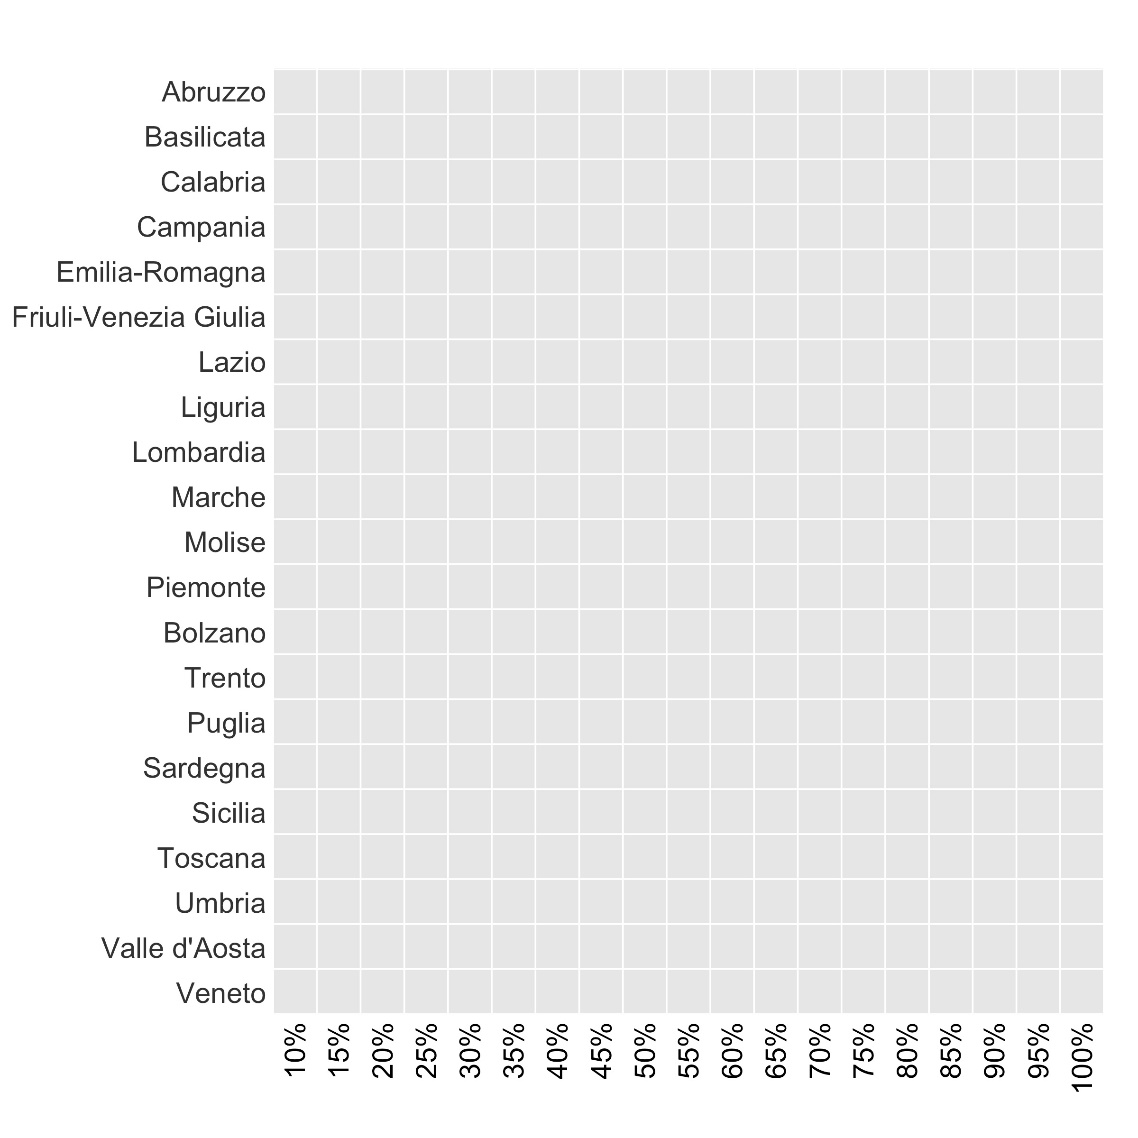 Abruzzo
Basilicata
Calabria
Campania
Emilia-Romagna
Friuli-Venezia Giulia
Lazio
Liguria
Lombardia
Marche
Molise
Piemonte
Bolzano
Trento
Puglia
Sardegna
Sicilia
Toscana
Umbria
Valle d'Aosta
Veneto
10% 15% 20% 25% 30% 35% 40% 45% 50% 55% 60% 65% 70% 75% 80% 85% 90% 95% 100%